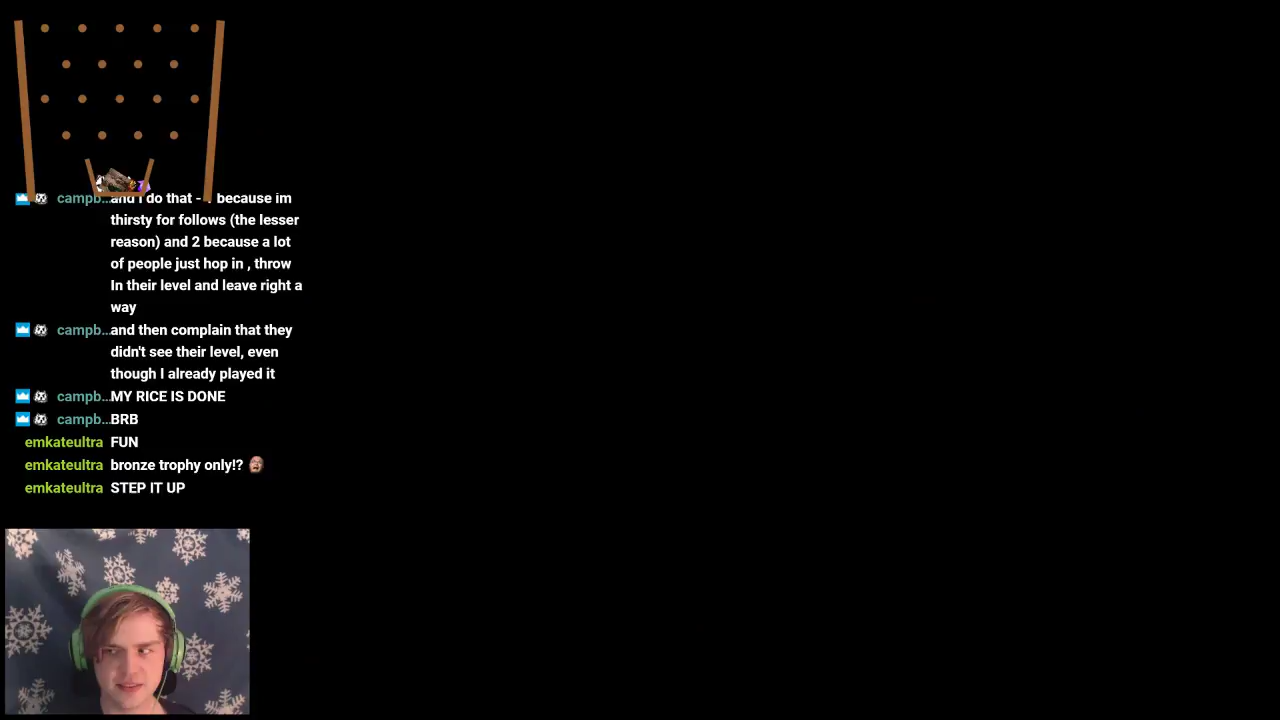 campb... and I do that - because im
thirsty for follows (the lesser
reason) and 2 because a lot
of people just hop in , throw
In their level and leave right a
way
campb... and then complain that they
didn't see their level, even
though I already played it
campb... MY RICE IS DONE
campb... BRB
emkateultra FUN
emkateultra bronze trophy only!?
emkateultra STEP IT UP